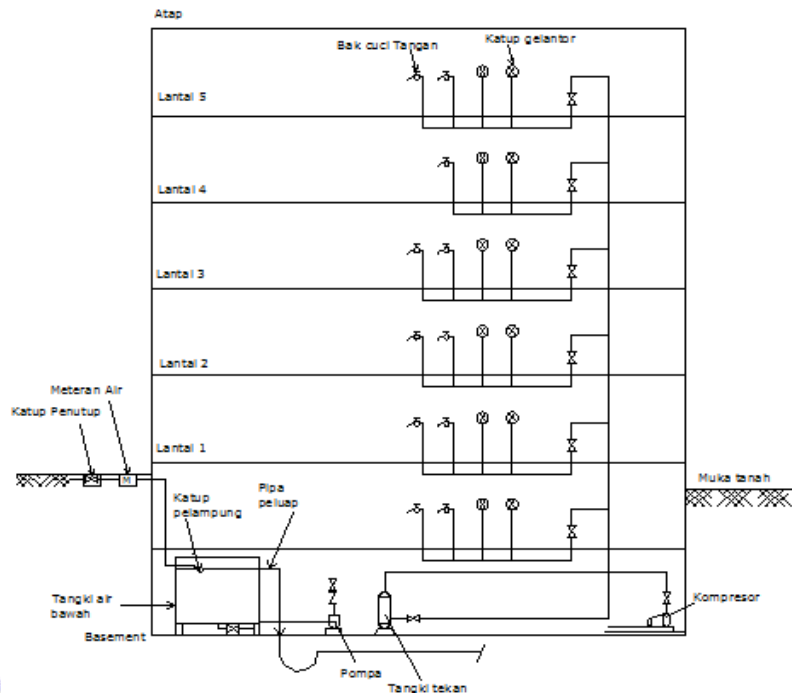 Atap
Bak cuci Tangan
Katup gelantor
Lantai 5
Lantai 4
Lantai 3
Lantai 2
Meteran Air
Katup Penutup
Lantai 1
M
Muka tanah
Katup
pelampung
Pipa
peluap
Tangki air
bawah
Kompresor
Basement
Pompa
Tangki tekan